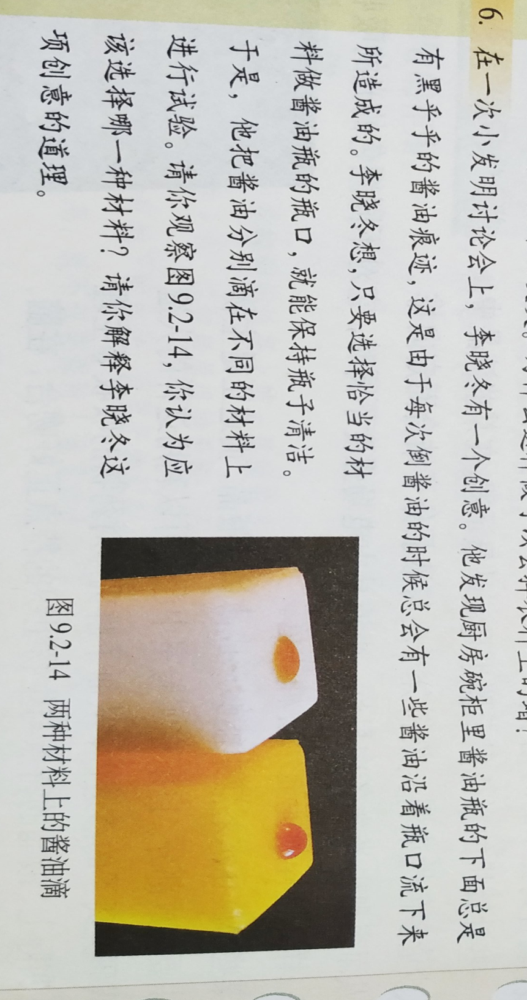 6. 在一次小发明讨论会上，李晓冬有一个创意。他发现厨房碗柜里酱油瓶的下面总是
有黑乎乎的酱油痕迹，这是由于每次倒酱油的时候总会有一些酱油沿着瓶口流下来
所造成的。李晓冬想，只要选择恰当的材
料做酱油瓶的瓶口，就能保持瓶子清洁。
于是，他把酱油分别滴在不同的材料上
进行试验。请你观察图9.2-14，你认为应
该选择哪一种材料？请你解释李晓冬这
项创意的道理。
图9.2-14 两种材料上的酱油滴